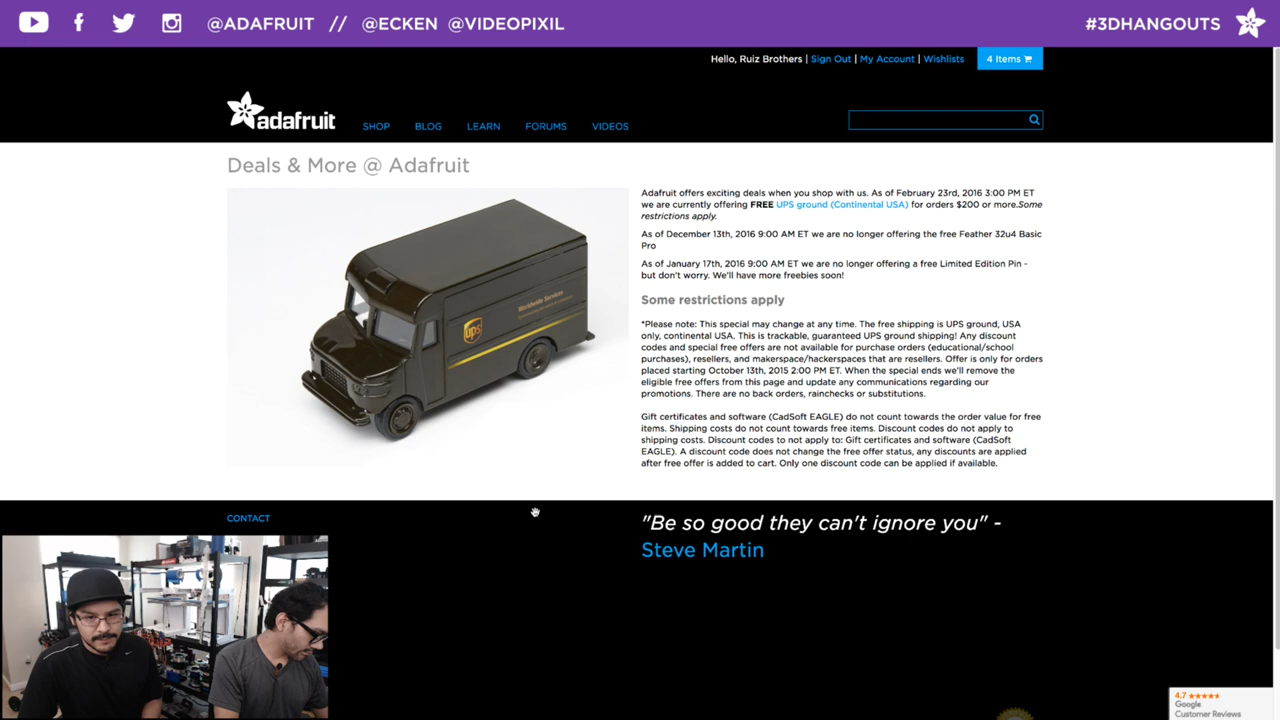 @ADAFRUIT // @ECKEN @VIDEOPIXIL
#3DHANGOUTS
Hello, Ruiz Brothers | Sign Out | My Account | Wishlists
4 Items
adafruit
SHOP BLOG LEARN FORUMS VIDEOS
Deals & More @ Adafruit
Adafruit offers exciting deals when you shop with us. As of February 23rd, 2016 3:00 PM ET
we are currently offering FREE UPS ground (Continental USA) for orders $200 or more.Some
restrictions apply.
As of December 13th, 2016 9:00 AM ET we are no longer offering the free Feather 32u4 Basic
Pro
As of January 17th, 2016 9:00 AM ET we are no longer offering a free Limited Edition Pin -
but don't worry. We'll have more freebies soon!
Some restrictions apply
*Please note: This special may change at any time. The free shipping is UPS ground, USA
only, continental USA. This is trackable, guaranteed UPS ground shipping! Any discount
codes and special free offers are not available for purchase orders (educational/school
purchases), resellers, and makerspace/hackerspaces that are resellers. Offer is only for orders
placed starting October 13th, 2015 2:00 PM ET. When the special ends we'll remove the
eligible free offers from this page and update any communications regarding our
promotions. There are no back orders, rainchecks or substitutions.
Gift certificates and software (CadSoft EAGLE) do not count towards the order value for free
items. Shipping costs do not count towards free items. Discount codes do not apply to
shipping costs. Discount codes to not apply to: Gift certificates and software (CadSoft
EAGLE). A discount code does not change the free offer status, any discounts are applied
after free offer is added to cart. Only one discount code can be applied if available.
ups
Worldwide Services
CONTACT
"Be so good they can't ignore you" -
Steve Martin
4.7
Google
Customer Reviews